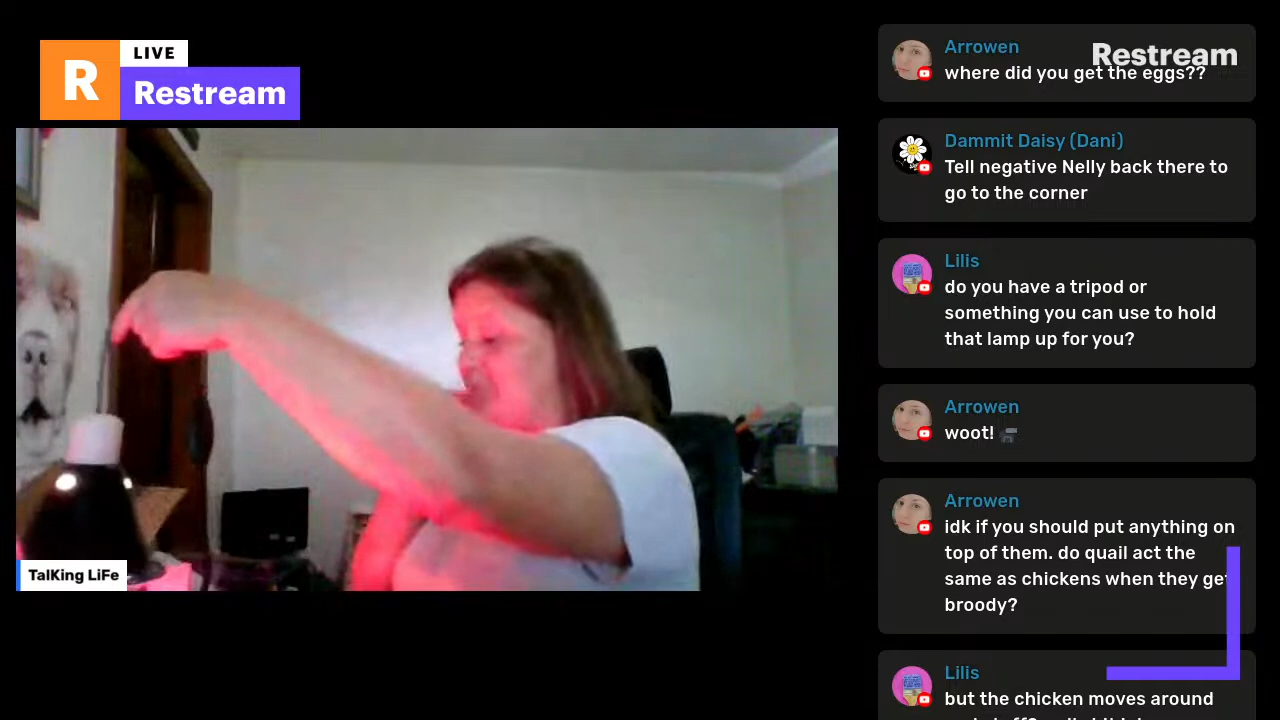 R
LIVE
Restream
TalKing LiFe
Restream
Arrowen
where did you get the eggs??
Dammit Daisy (Dani)
Tell negative Nelly back there to
go to the corner
Lilis
do you have a tripod or
something you can use to hold
that lamp up for you?
Arrowen
woot!
Arrowen
idk if you should put anything on
top of them. do quail act the
same as chickens when they get
broody?
Lilis
but the chicken moves around